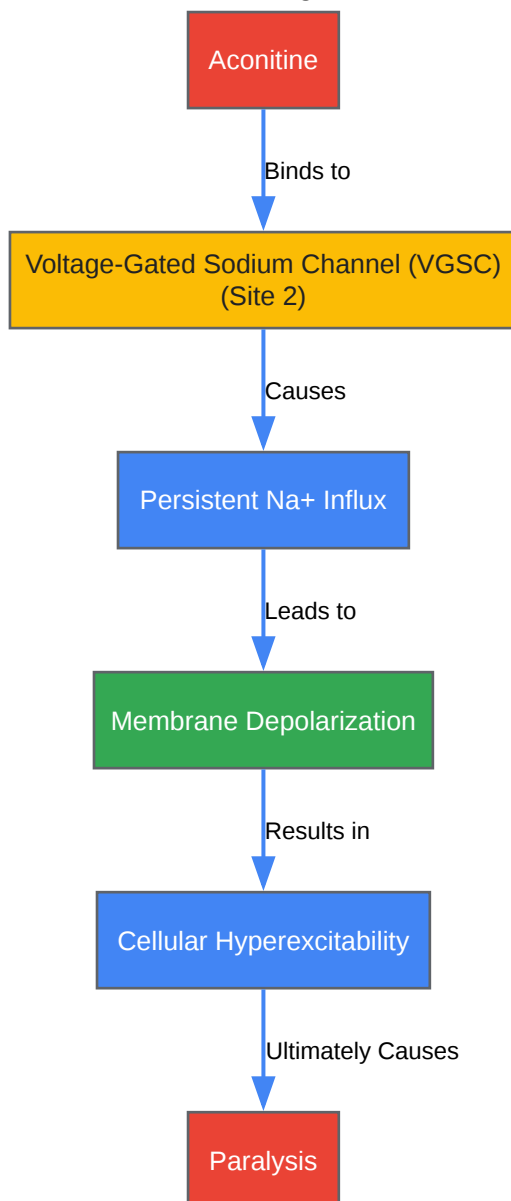 Aconitine
Binds to
Voltage-Gated Sodium Channel (VGSC)
(Site 2)
Causes
Persistent Na+ Influx
Leads to
Membrane Depolarization
Results in
Cellular Hyperexcitability
Ultimately Causes
Paralysis